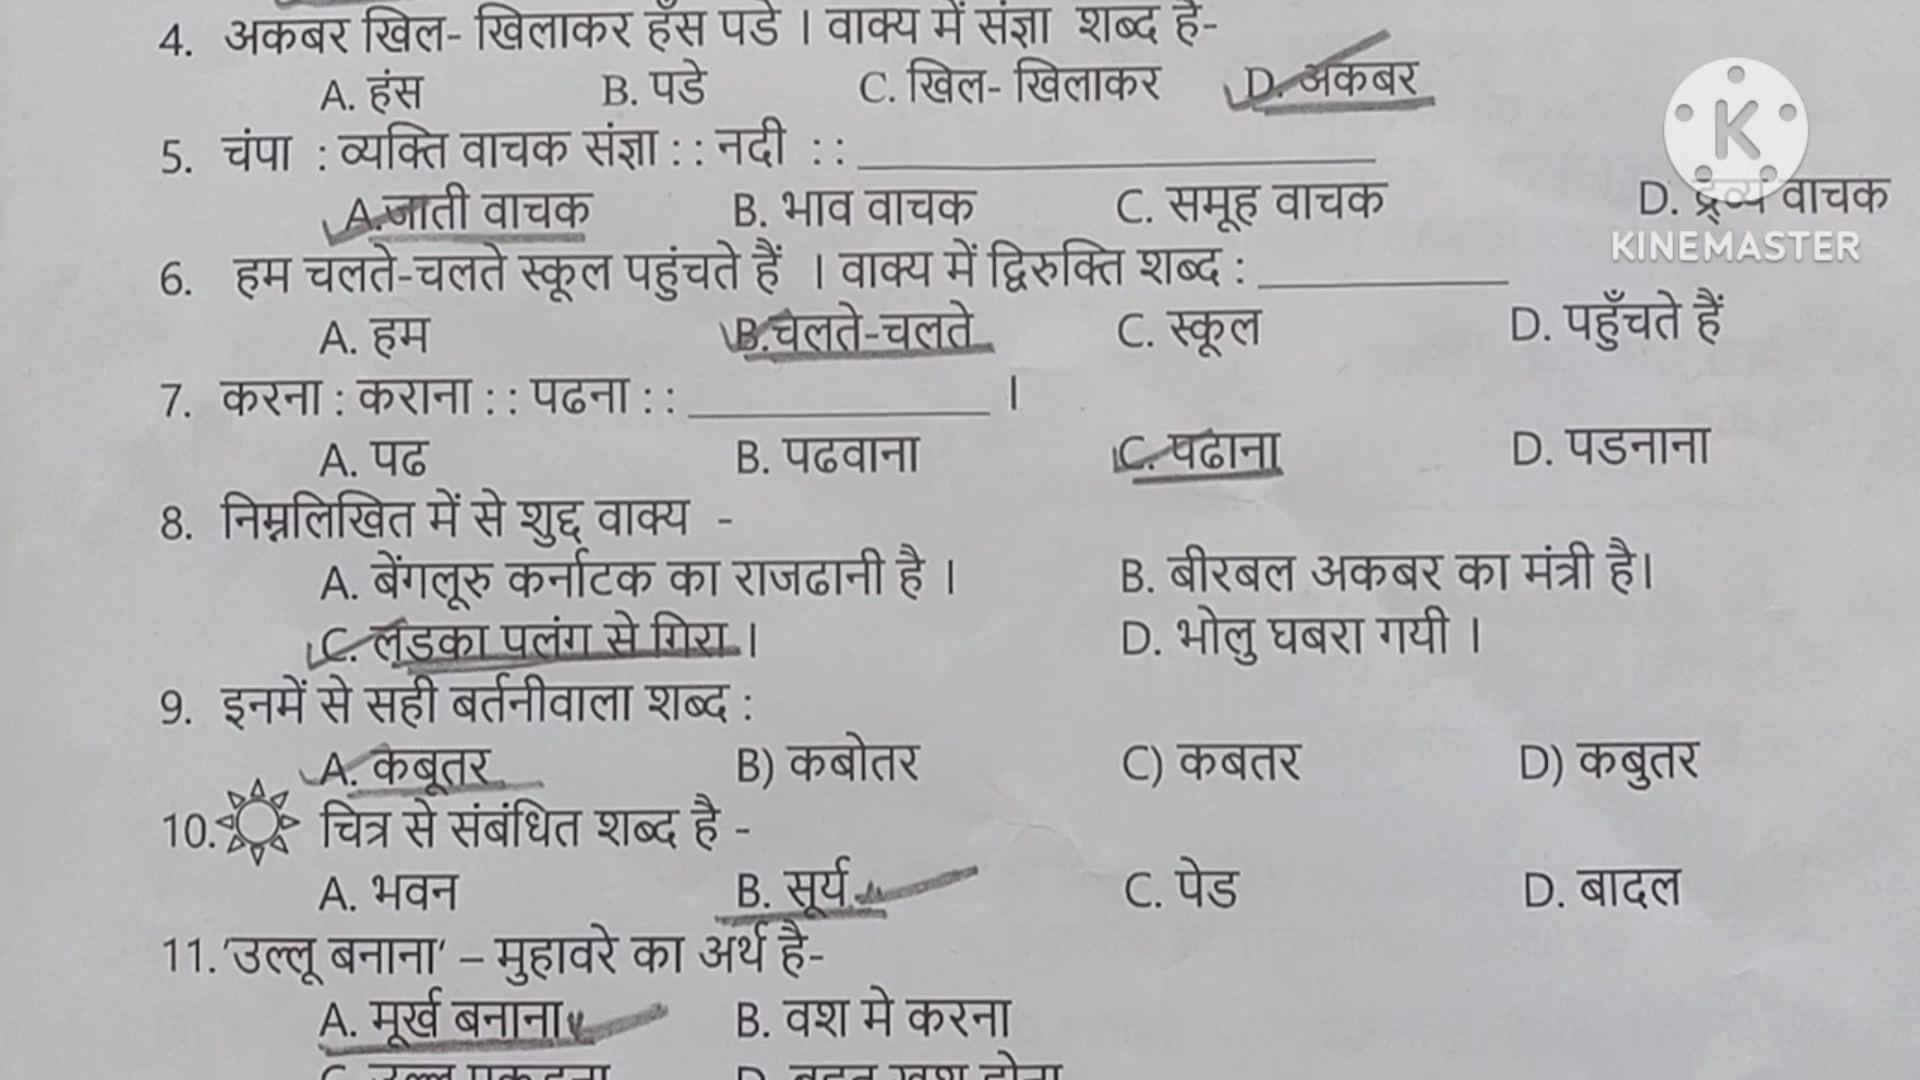 4. अकबर खिल- खिलाकर हँस पडे । वाक्य में संज्ञा शब्द है-
A. हंस B. पडे C. खिल- खिलाकर D. अकबर
5. चंपा : व्यक्ति वाचक संज्ञा : : नदी : : ____________
A.जाती वाचक B. भाव वाचक C. समूह वाचक D. द्रव्य वाचक
KINEMASTER
6. हम चलते-चलते स्कूल पहुंचते हैं । वाक्य में द्विरुक्ति शब्द : ________
A. हम B.चलते-चलते C. स्कूल D. पहुँचते हैं
7. करना : कराना : : पढना : : __________ ।
A. पढ B. पढवाना C. पढाना D. पडनाना
8. निम्नलिखित में से शुद्द वाक्य -
A. बेंगलूरु कर्नाटक का राजढानी है । B. बीरबल अकबर का मंत्री है।
C. लडका पलंग से गिरा । D. भोलु घबरा गयी ।
9. इनमें से सही बर्तनीवाला शब्द :
A. कबूतर B) कबोतर C) कबतर D) कबुतर
10. चित्र से संबंधित शब्द है -
A. भवन B. सूर्य C. पेड D. बादल
11. 'उल्लू बनाना' – मुहावरे का अर्थ है-
A. मूर्ख बनाना B. वश मे करना